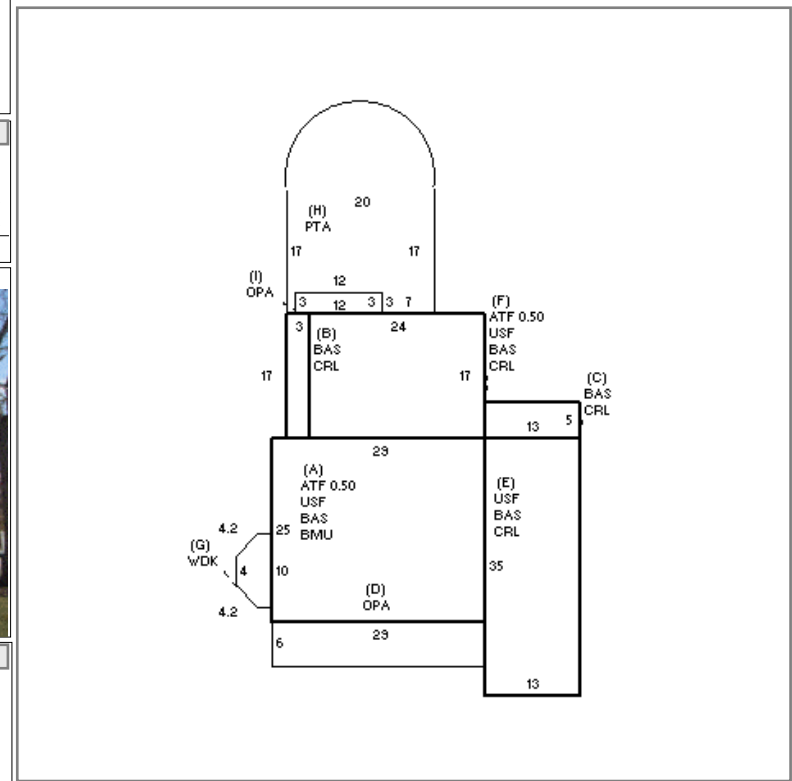 20
(H)
PTA
17
17
12
(I)
OPA
3
12
3
3
7
(F)
ATF 0.50
USF
BAS
CRL
3
(B)
BAS
CRL
24
17
17
(C)
BAS
CRL
5
13
29
(A)
ATF 0.50
USF
BAS
BMU
25
(E)
USF
BAS
CRL
4.2
(G)
WDK
4
10
35
4.2
(D)
OPA
6
29
13